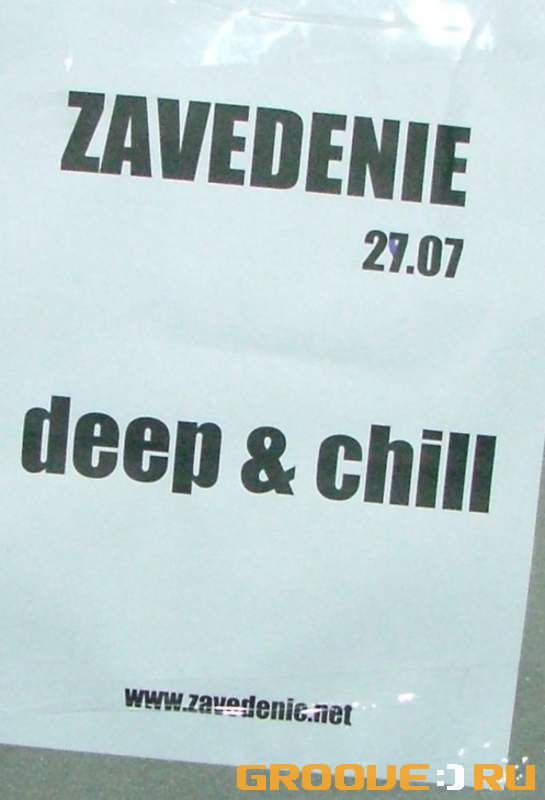 ZAVEDENIE
27.07
deep & chill
www.zavedenie.net
GROOVE:)RU